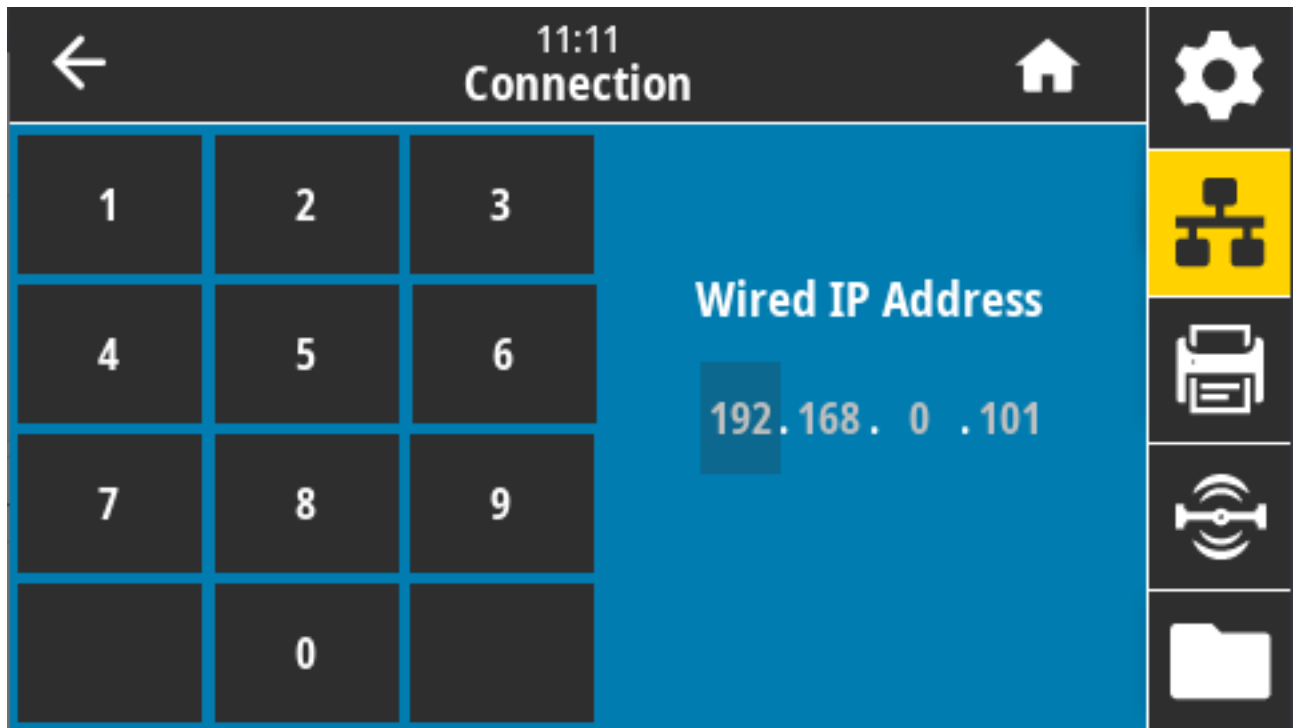 11:11
Connection
1 2 3
4 5 6
7 8 9
0
Wired IP Address
192.168. 0 .101